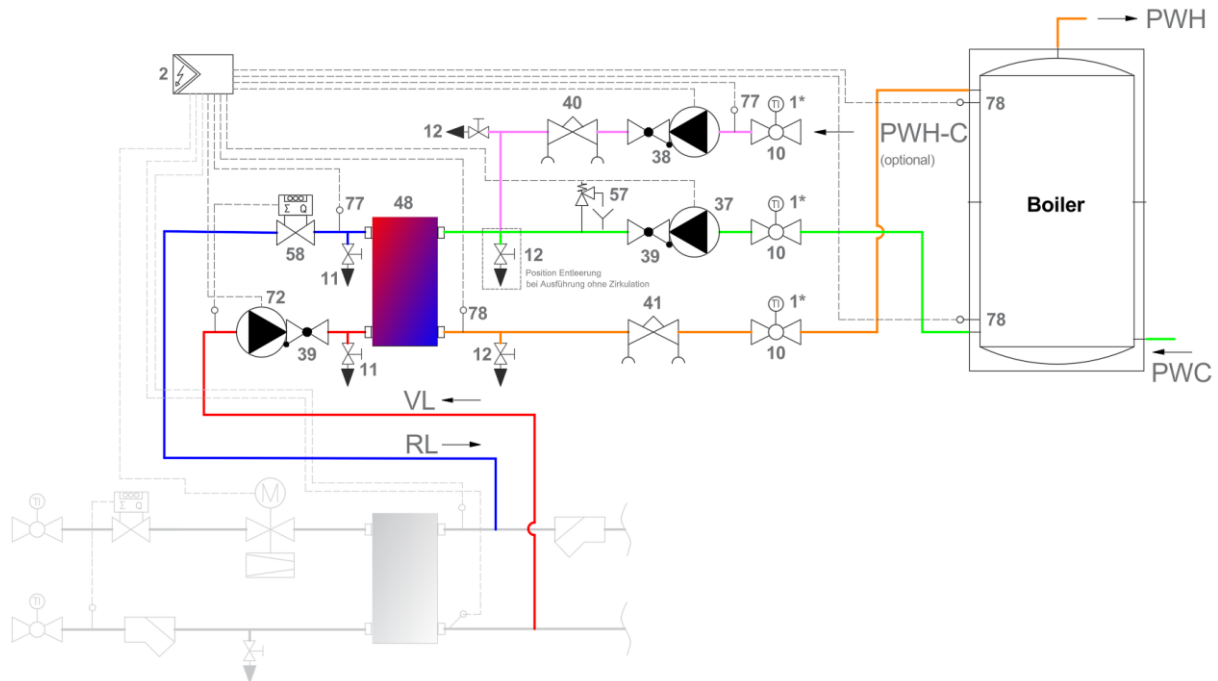 PWH
2
40
77
TI
1*
78
12
38
10
PWH-C
(optional)
57
Σ Q
77
48
37
TI
1*
Boiler
58
11
12
39
10
Position Entleerung
bei Ausführung ohne Zirkulation
72
78
41
TI
1*
78
39
11
12
10
PWC
VL
RL
TI
Σ Q
M
TI